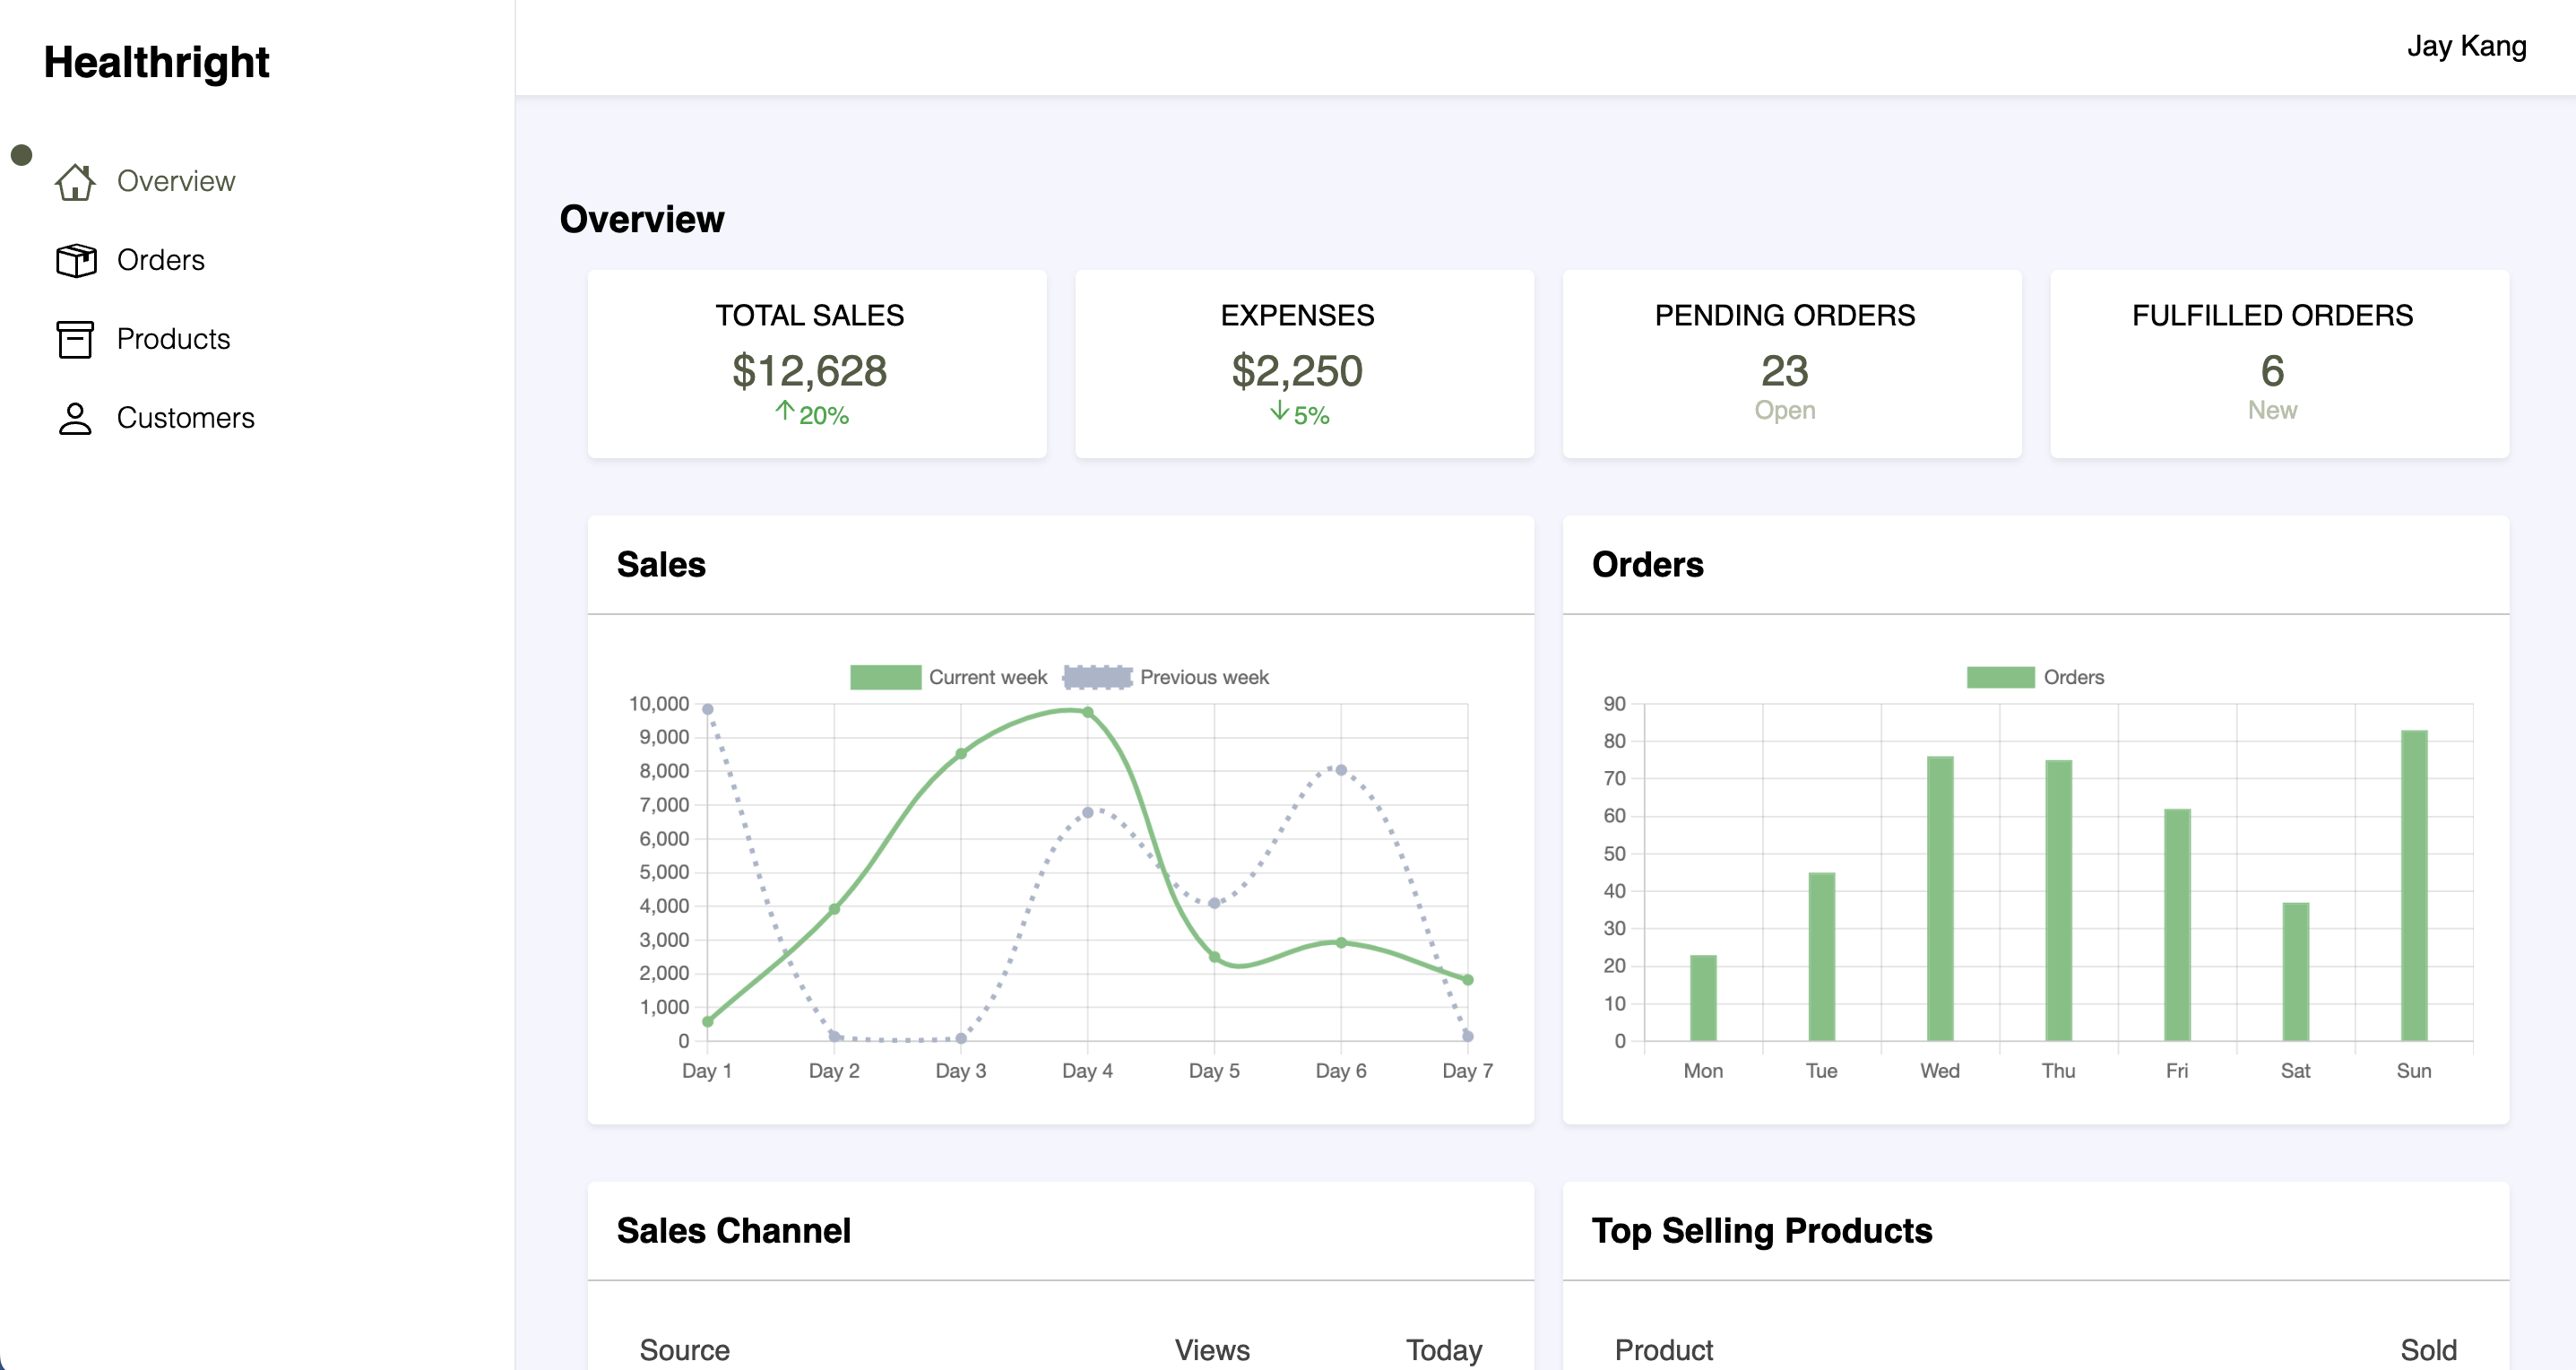 Healthright
Jay Kang
Overview
Orders
Products
Customers
Overview
TOTAL SALES
$12,628
↑ 20%
EXPENSES
$2,250
↓ 5%
PENDING ORDERS
23
Open
FULFILLED ORDERS
6
New
Sales
Current week Previous week
10,000
9,000
8,000
7,000
6,000
5,000
4,000
3,000
2,000
1,000
0
Day 1 Day 2 Day 3 Day 4 Day 5 Day 6 Day 7
Orders
Orders
90
80
70
60
50
40
30
20
10
0
Mon Tue Wed Thu Fri Sat Sun
Sales Channel
Source Views Today
Top Selling Products
Product Sold